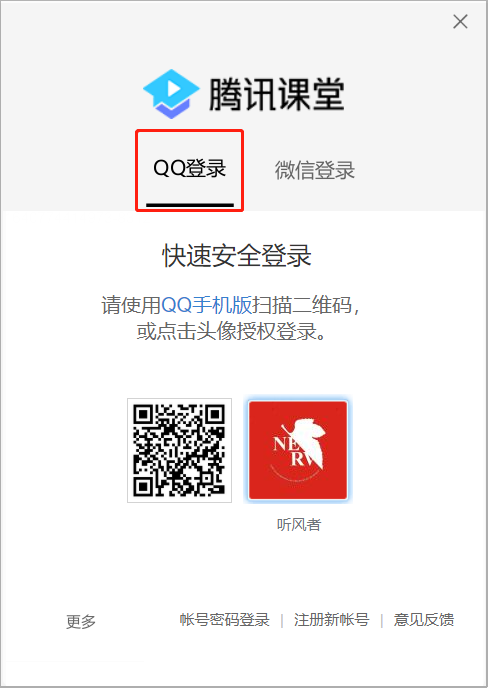 腾讯课堂
QQ登录 微信登录
快速安全登录
请使用QQ手机版扫描二维码，
或点击头像授权登录。
NE
RV
听风者
更多 帐号密码登录 | 注册新帐号 | 意见反馈